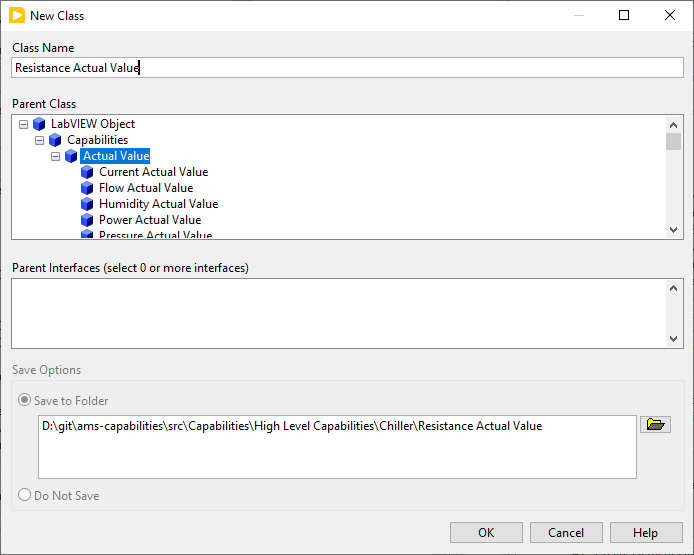 New Class
Class Name
Resistance Actual Value
Parent Class
LabVIEW Object
Capabilities
Actual Value
Current Actual Value
Flow Actual Value
Humidity Actual Value
Power Actual Value
Pressure Actual Value
Parent Interfaces (select 0 or more interfaces)
Save Options
Save to Folder
D:\git\ams-capabilities\src\Capabilities\High Level Capabilities\Chiller\Resistance Actual Value
Do Not Save
OK Cancel Help